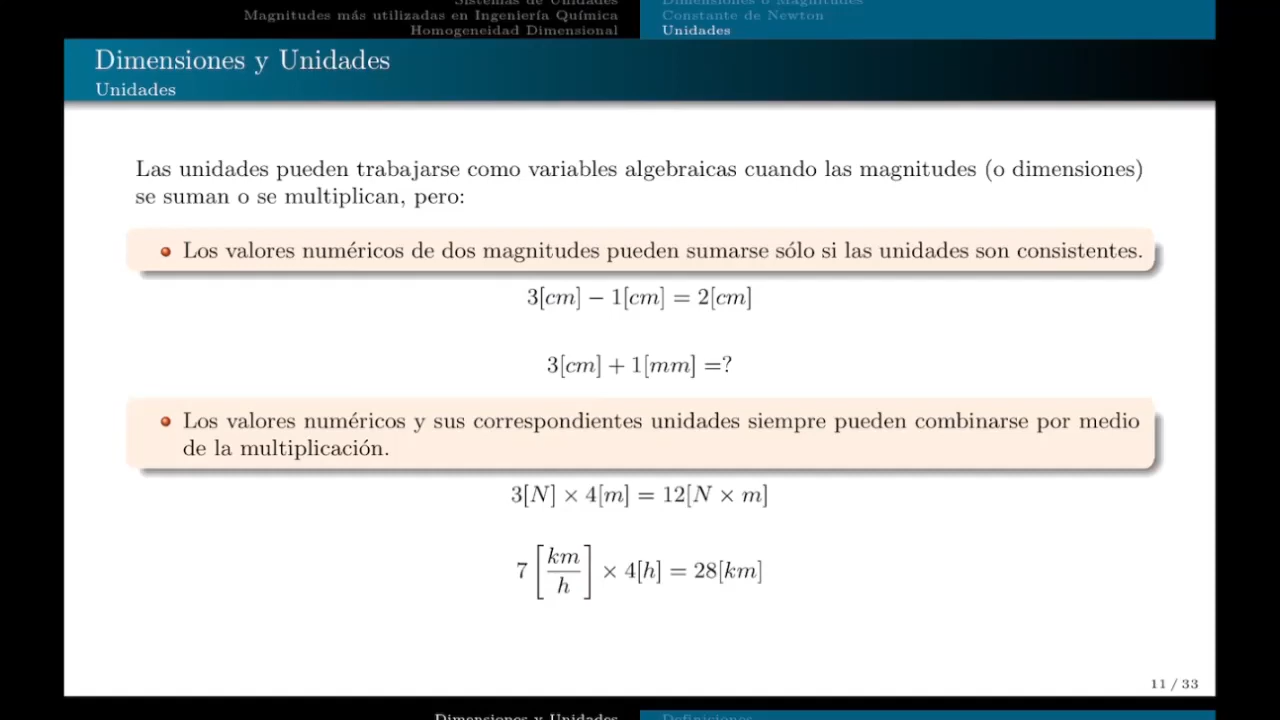 Sistemas de Unidades
Magnitudes más utilizadas en Ingeniería Química
Homogeneidad Dimensional
Dimensiones o Magnitudes
Constante de Newton
Unidades
Dimensiones y Unidades
Unidades
Las unidades pueden trabajarse como variables algebraicas cuando las magnitudes (o dimensiones)
se suman o se multiplican, pero:
Los valores numéricos de dos magnitudes pueden sumarse sólo si las unidades son consistentes.
3[cm] − 1[cm] = 2[cm]
3[cm] + 1[mm] =?
Los valores numéricos y sus correspondientes unidades siempre pueden combinarse por medio
de la multiplicación.
3[N] × 4[m] = 12[N × m]
7 [km/h] × 4[h] = 28[km]
11 / 33
Dimensiones y Unidades
Definiciones